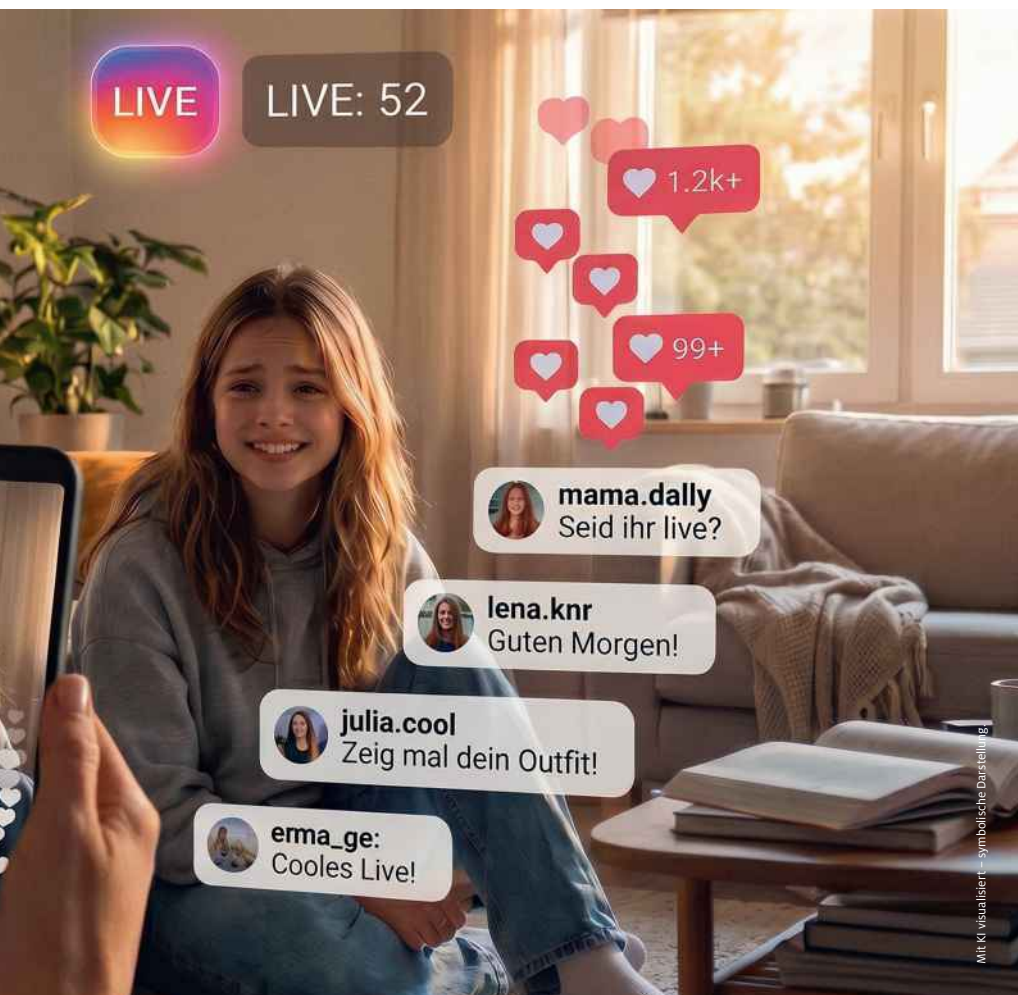 LIVE
LIVE: 52
1.2k+
99+
mama.dally
Seid ihr live?
lena.knr
Guten Morgen!
julia.cool
Zeig mal dein Outfit!
erma_ge:
Cooles Live!
Mit KI visualisiert – symbolische Darstellung